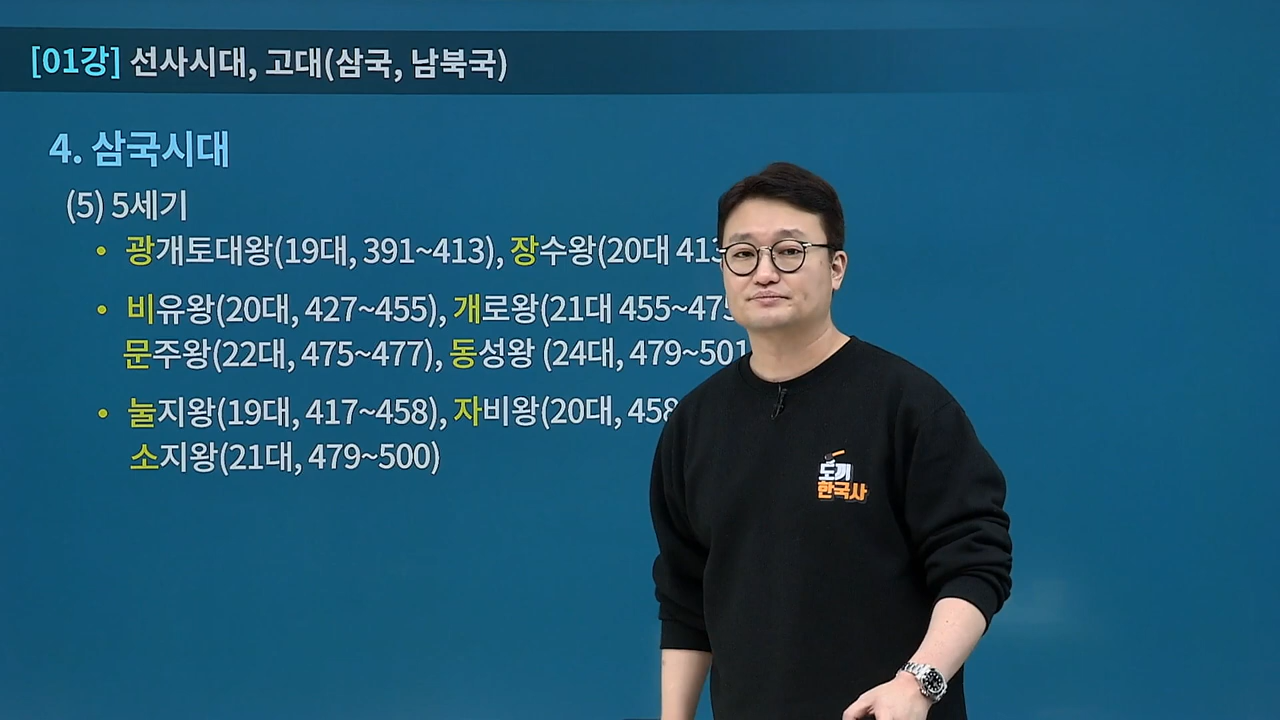 [01강] 선사시대, 고대(삼국, 남북국)
4. 삼국시대
(5) 5세기
• 광개토대왕(19대, 391~413), 장수왕(20대 413
• 비유왕(20대, 427~455), 개로왕(21대 455~475
문주왕(22대, 475~477), 동성왕 (24대, 479~501
• 눌지왕(19대, 417~458), 자비왕(20대, 458
소지왕(21대, 479~500)
도끼
한국사